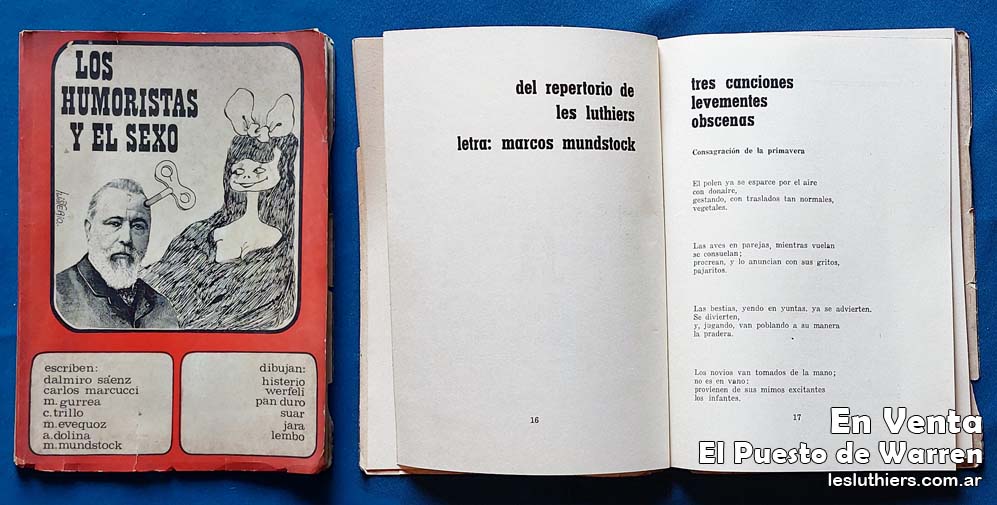 LOS
HUMORISTAS
Y EL SEXO
escriben:
dalmiro sáenz
carlos marcucci
m. gurrea
c. trillo
m. evequoz
a. dolina
m. mundstock
dibujan:
histerio
werfeli
pan duro
suar
jara
lembo
del repertorio de
les luthiers
letra: marcos mundstock
16
tres canciones
levementes
obscenas
Consagración de la primavera
El polen ya se esparce por el aire
con donaire,
gestando, con traslados tan normales,
vegetales.
Las aves en parejas, mientras vuelan
se consuelan;
procrean, y lo anuncian con sus gritos,
pajaritos.
Las bestias, yendo en yuntas, ya se advierten.
Se divierten,
y, jugando, van poblando a su manera
la pradera.
Los novios van tomados de la mano;
no es en vano:
provienen de sus mimos excitantes
los infantes.
17
En Venta
El Puesto de Warren
lesluthiers.com.ar